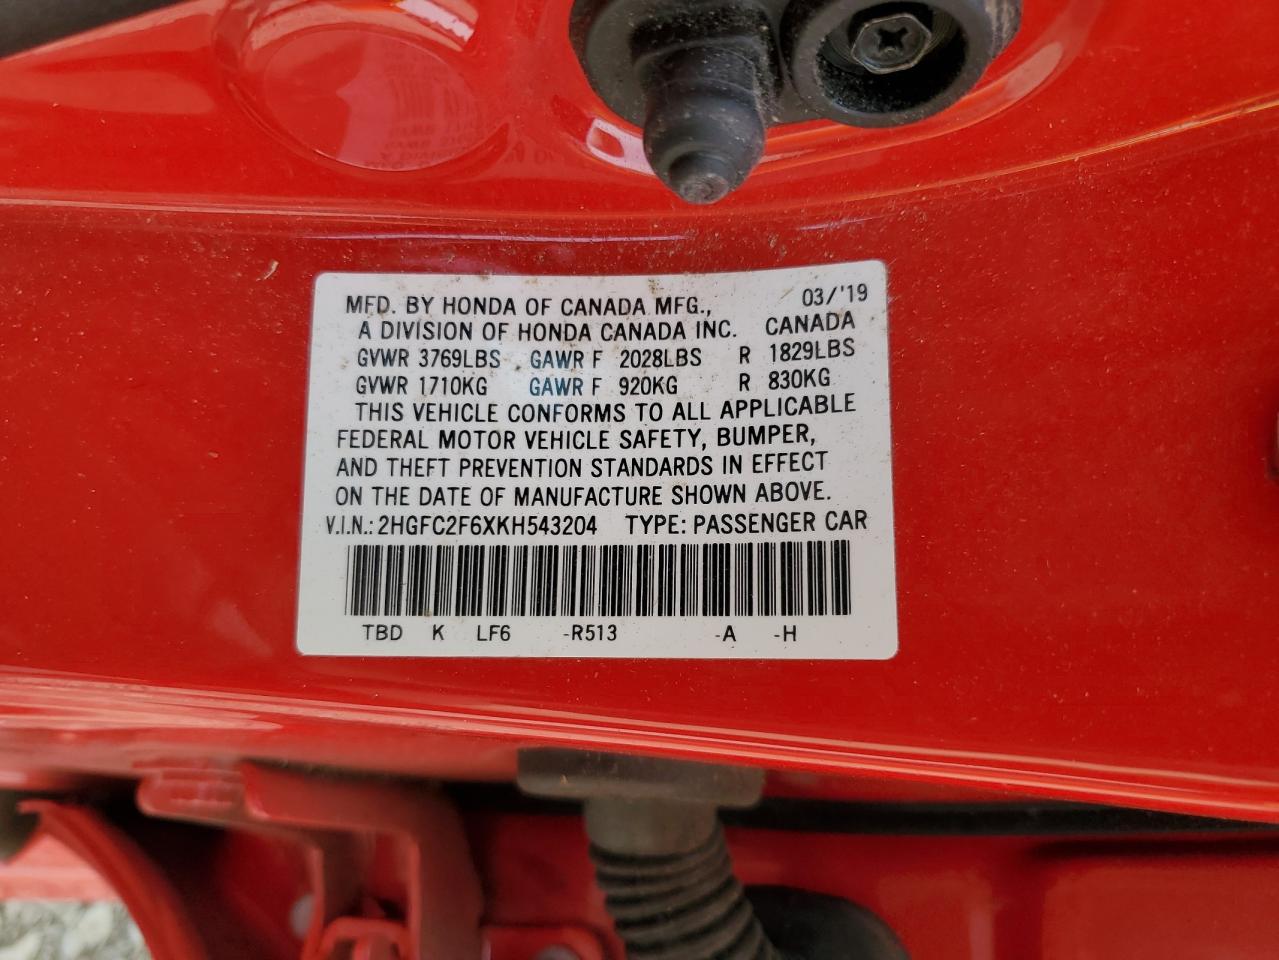 MFD. BY HONDA OF CANADA MFG., 03/'19
A DIVISION OF HONDA CANADA INC. CANADA
GVWR 3769LBS GAWR F 2028LBS R 1829LBS
GVWR 1710KG GAWR F 920KG R 830KG
THIS VEHICLE CONFORMS TO ALL APPLICABLE
FEDERAL MOTOR VEHICLE SAFETY, BUMPER,
AND THEFT PREVENTION STANDARDS IN EFFECT
ON THE DATE OF MANUFACTURE SHOWN ABOVE.
V.I.N.: 2HGFC2F6XKH543204 TYPE: PASSENGER CAR
TBD K LF6 -R513 -A -H